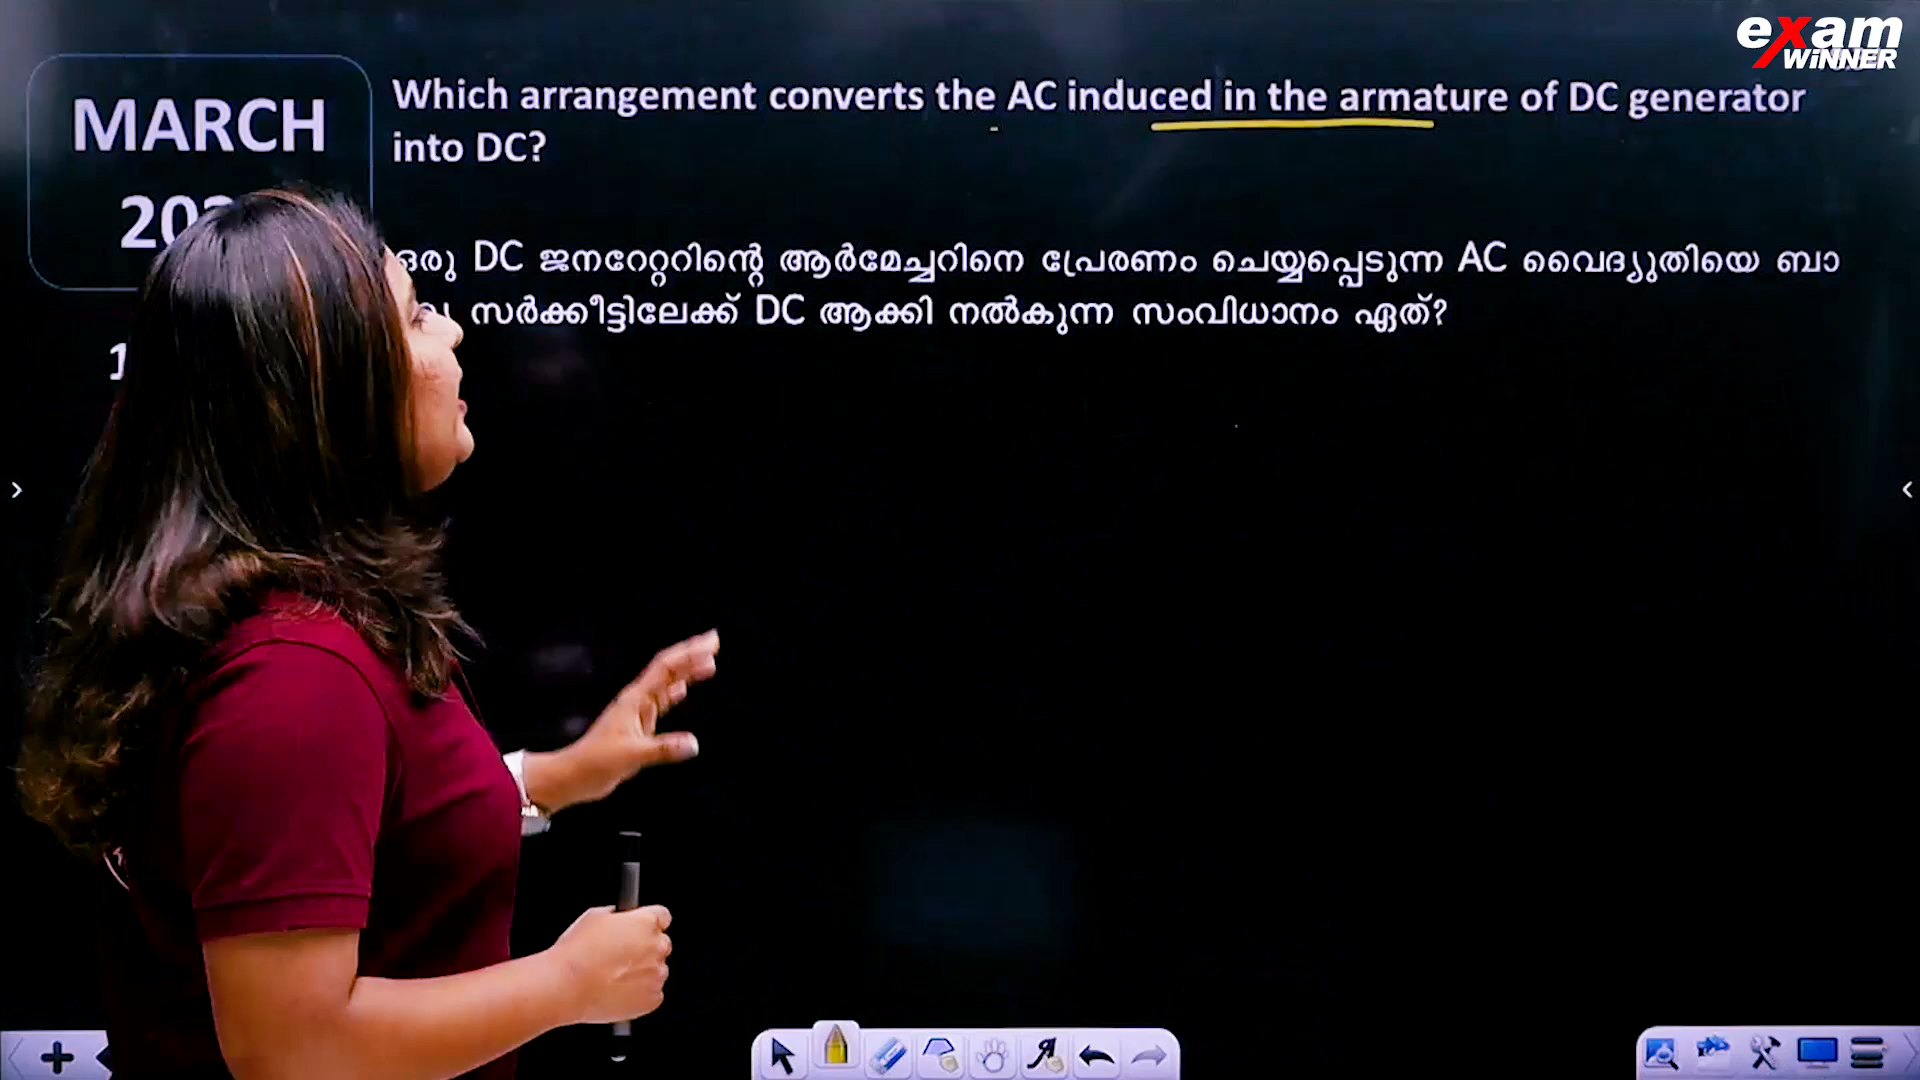 exam
WiNNER
MARCH
Which arrangement converts the AC induced in the armature of DC generator
into DC?
ഒരു DC ജനറേറ്ററിന്റെ ആർമേച്ചറിനെ പ്രേരണം ചെയ്യപ്പെടുന്ന AC വൈദ്യുതിയെ ബാ
സർക്കീട്ടിലേക്ക് DC ആക്കി നൽകുന്ന സംവിധാനം ഏത്?